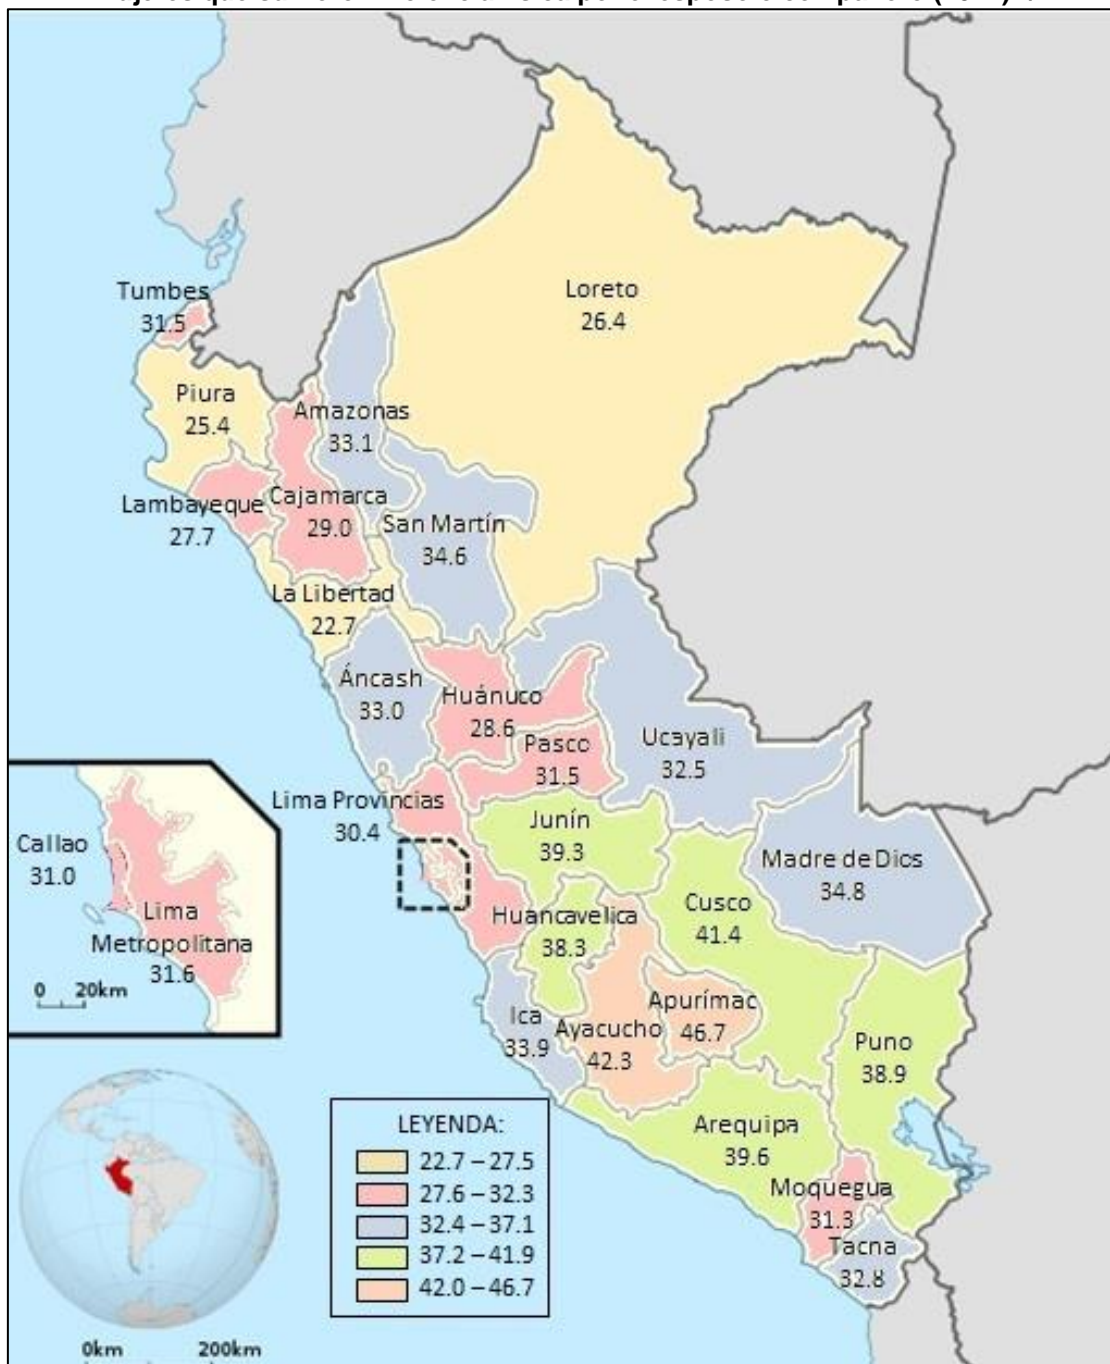 Tumbes
31.5
Loreto
26.4
Piura
25.4
Amazonas
33.1
Lambayeque
27.7
Cajamarca
29.0
San Martín
34.6
La Libertad
22.7
Áncash
33.0
Huánuco
28.6
Pasco
31.5
Ucayali
32.5
Lima Provincias
30.4
Junín
39.3
Madre de Dics
34.8
Callao
31.0
Lima
Metropolitana
31.6
0 20km
Huancavelica
38.3
Cusco
41.4
Ica
33.9
Ayacucho
42.3
Apurímac
46.7
Puno
38.9
Arequipa
39.6
Moquegua
31.3
Tacna
32.8
LEYENDA:
22.7 – 27.5
27.6 – 32.3
32.4 – 37.1
37.2 – 41.9
42.0 – 46.7
0km 200km